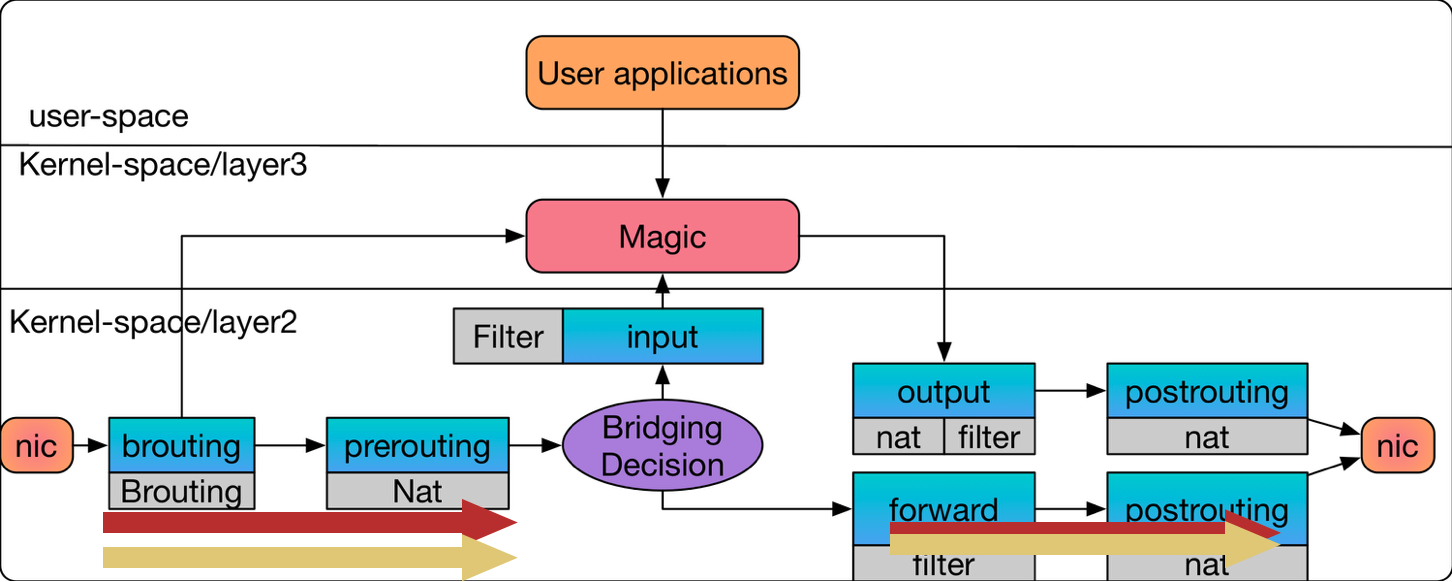 User applications
user-space
Kernel-space/layer3
Magic
Kernel-space/layer2
Filter
input
output
postrouting
nat
filter
nat
nic
brouting
prerouting
Bridging
Decision
nic
Brouting
Nat
forward
postrouting
filter
nat